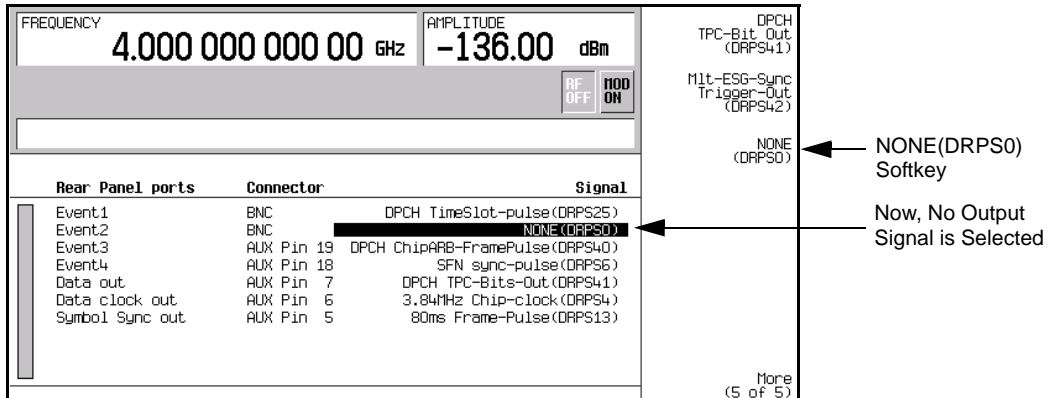 FREQUENCY
4.000 000 000 00 GHz
AMPLITUDE
-136.00 dBm
RF OFF
MOD ON
Rear Panel ports Connector Signal
Event1 BNC DPCH TimeSlot-pulse(DRPS25)
Event2 BNC NONE(DRPS0)
Event3 AUX Pin 19 DPCH ChipARB-FramePulse(DRPS40)
Event4 AUX Pin 18 SFN sync-pulse(DRPS6)
Data out AUX Pin 7 DPCH TPC-Bits-Out(DRPS41)
Data clock out AUX Pin 6 3.84MHz Chip-clock(DRPS4)
Symbol Sync out AUX Pin 5 80ms Frame-Pulse(DRPS13)
DPCH
TPC-Bit Out
(DRPS41)
Mlt-ESG-Sync
Trigger-Out
(DRPS42)
NONE
(DRPS0)
More
(5 of 5)
NONE(DRPS0)
Softkey
Now, No Output
Signal is Selected